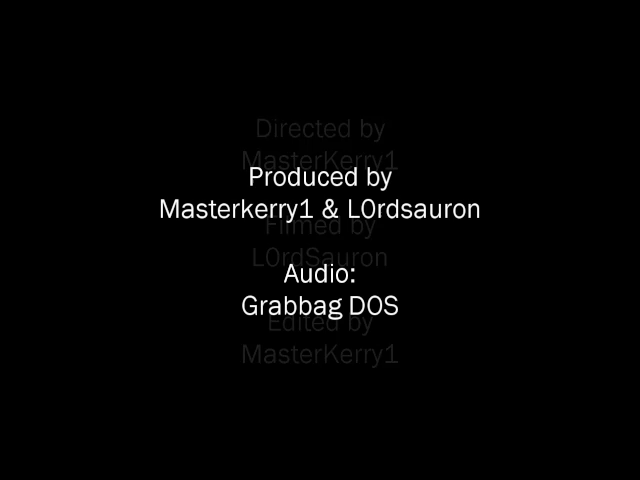 Directed by
MasterKerry1
Produced by
Masterkerry1 & L0rdsauron
Filmed by
L0rdSauron
Audio:
Grabbag DOS
Edited by
MasterKerry1